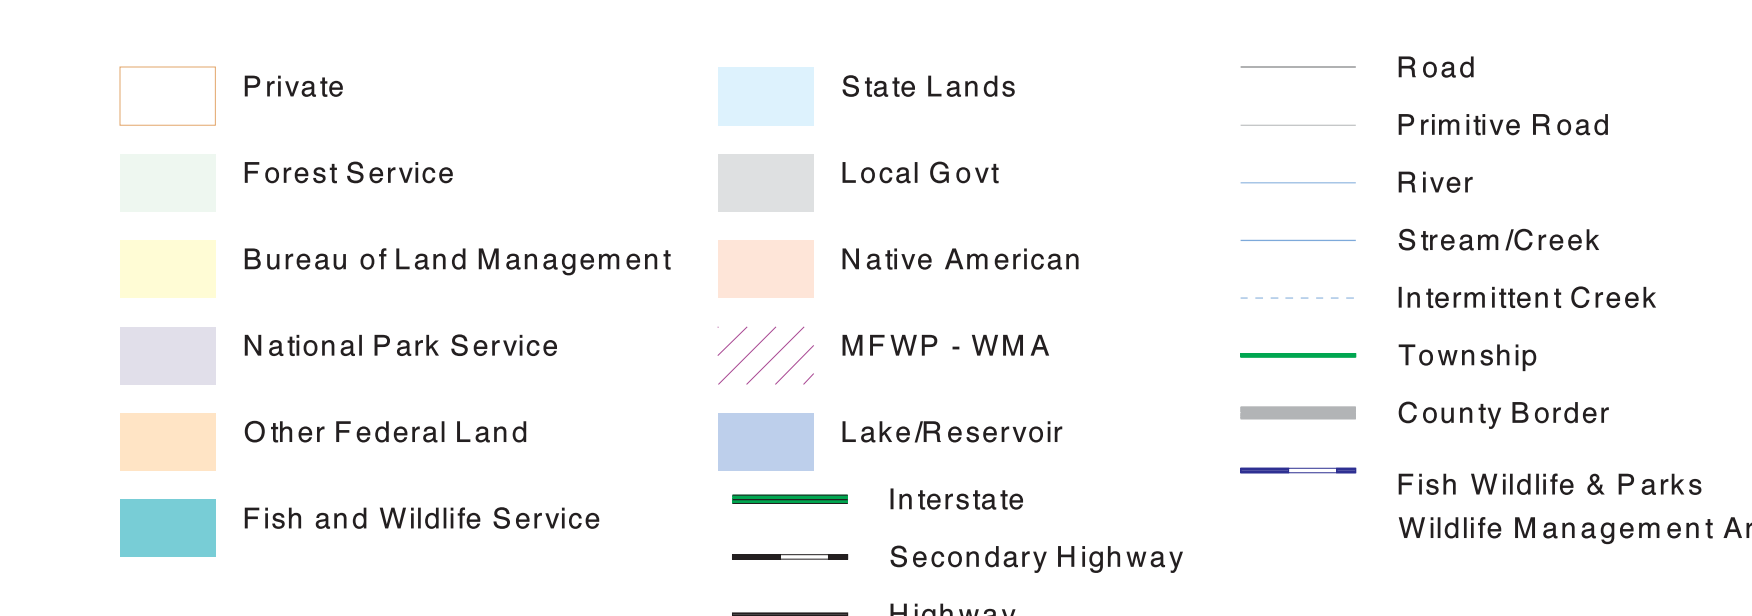 Private
Forest Service
Bureau of Land Management
National Park Service
Other Federal Land
Fish and Wildlife Service
State Lands
Local Govt
Native American
MFWP - WMA
Lake/Reservoir
Interstate
Secondary Highway
Highway
Road
Primitive Road
River
Stream/Creek
Intermittent Creek
Township
County Border
Fish Wildlife & Parks
Wildlife Management